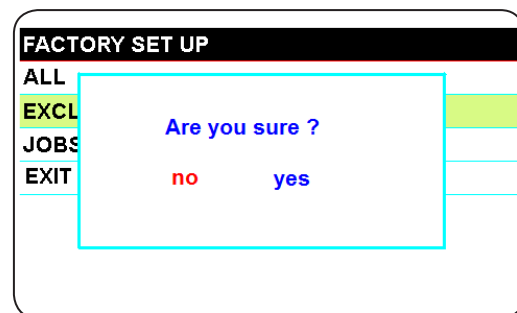 FACTORY SET UP
ALL
EXCL
JOBS
EXIT
Are you sure ?
no yes